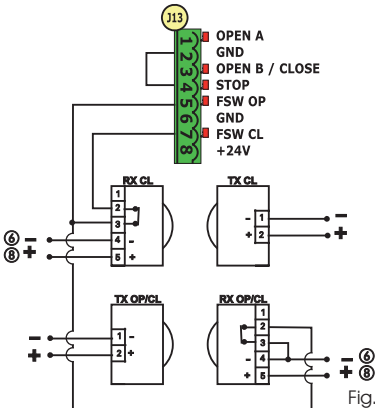 J13
1 OPEN A
2 GND
3 OPEN B / CLOSE
4 STOP
5 FSW OP
6 GND
7 FSW CL
8 +24V
RX CL
1
2
3
4 -
5 +
6 -
8 +
TX CL
- 1 -
+ 2 +
TX OP/CL
- 1 -
+ 2 +
RX OP/CL
1
2
3
- 4 - 6
+ 5 + 8
Fig.